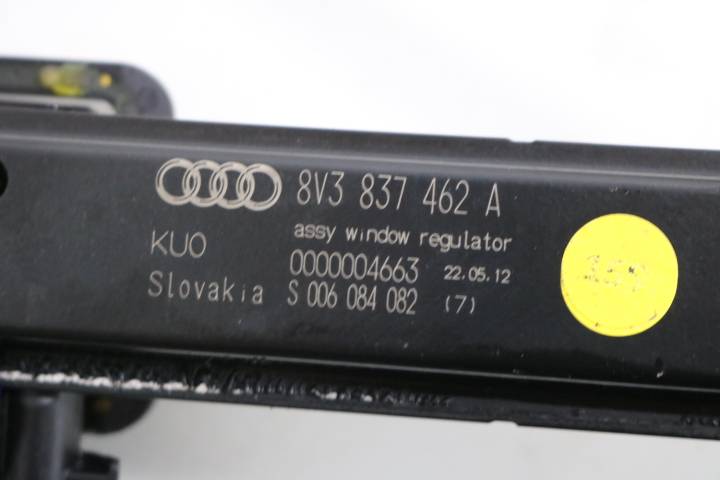 8V3 837 462 A
assy window regulator
KUO 0000004663 22.05.12
Slovakia S 006 084 082 (7)